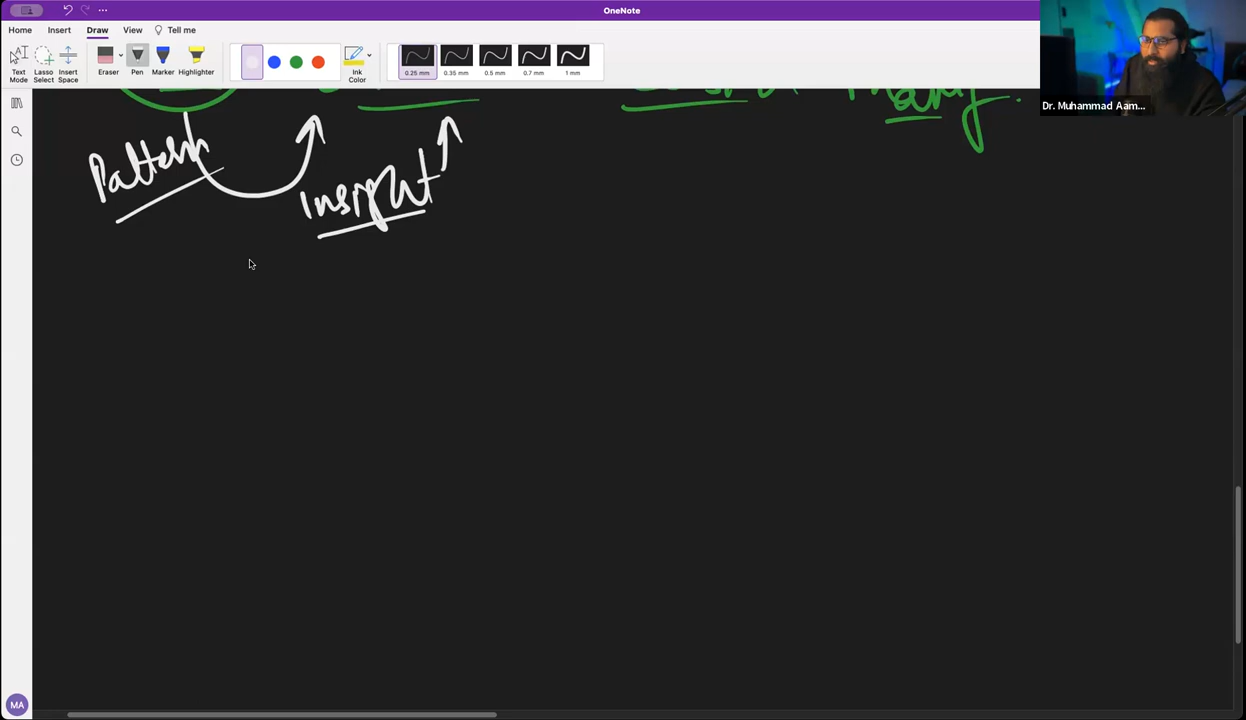 OneNote
Home Insert Draw View Tell me
Text Mode Lasso Select Insert Space Eraser Pen Marker Highlighter Ink Color 0.25 mm 0.35 mm 0.5 mm 0.7 mm 1 mm
Dr. Muhammad Aam...
Pattern
Insight
MA